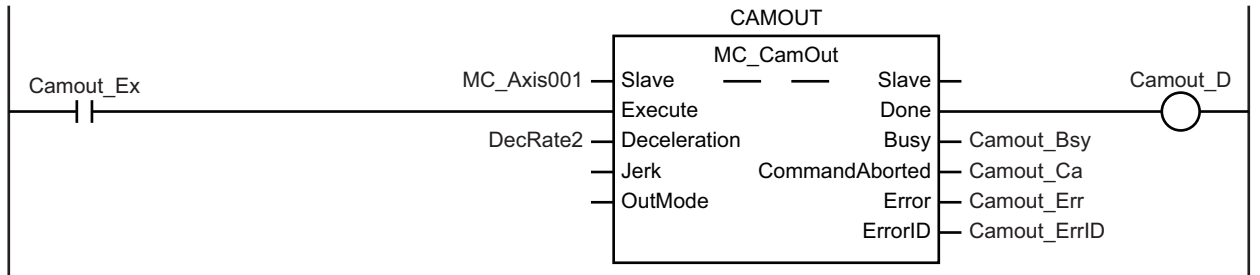 CAMOUT
MC_CamOut
Camout_Ex
MC_Axis001 Slave Slave Camout_D
Execute Done
DecRate2 Deceleration Busy Camout_Bsy
Jerk CommandAborted Camout_Ca
OutMode Error Camout_Err
ErrorID Camout_ErrID